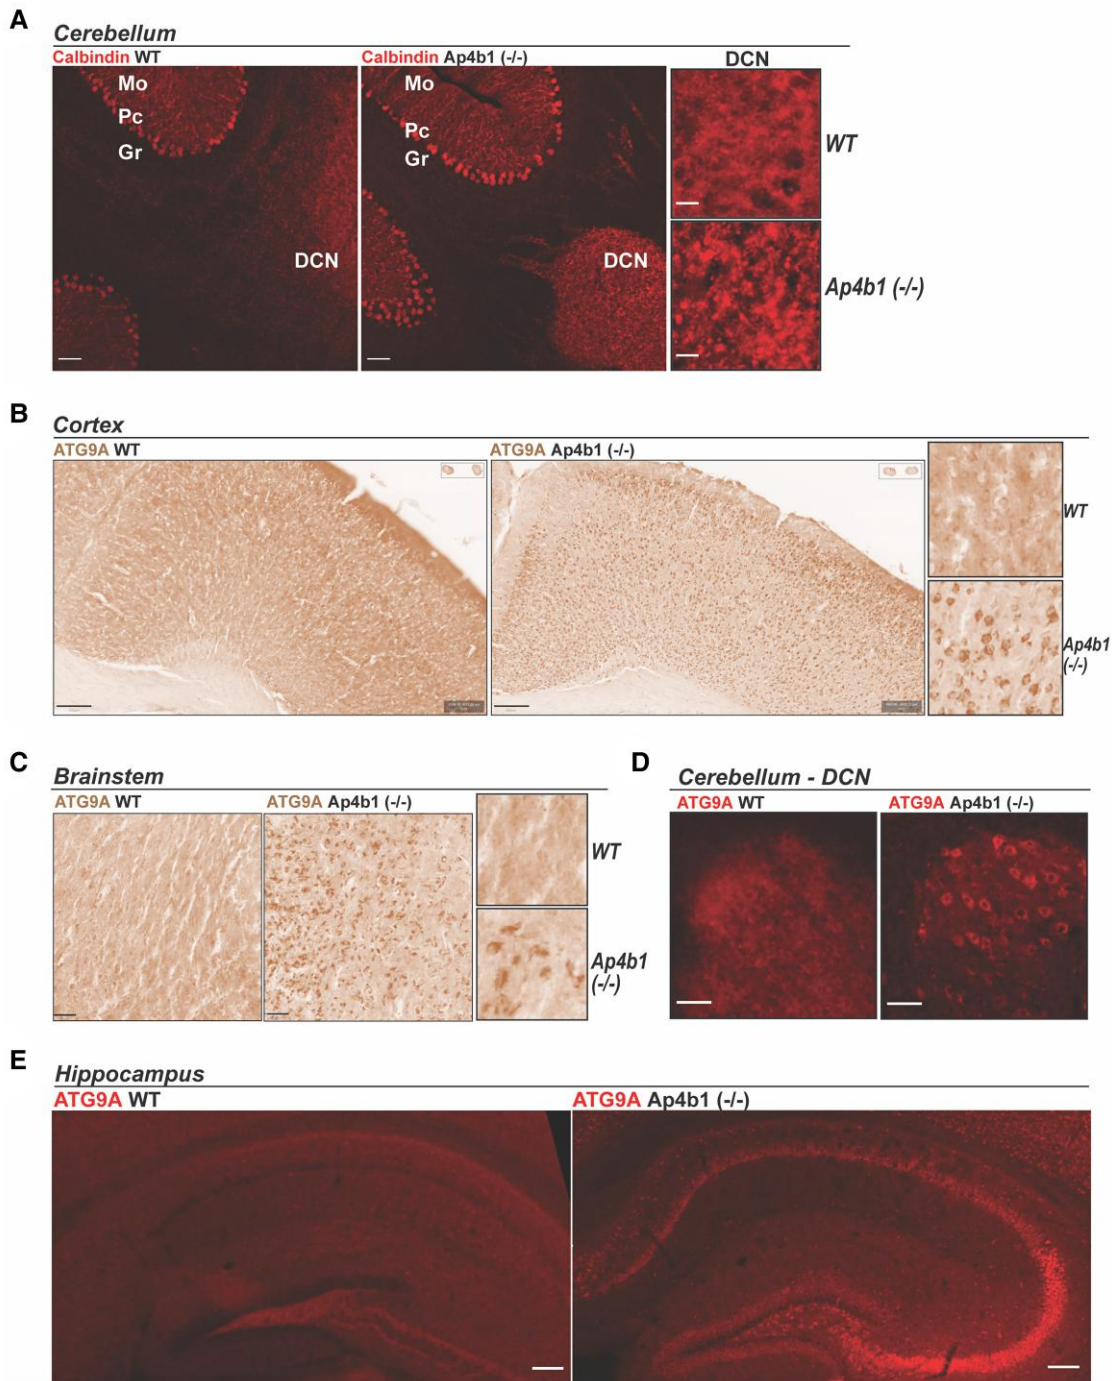 A
Cerebellum
Calbindin WT
Calbindin Ap4b1 (-/-)
DCN
Mo
Pc
Gr
DCN
Mo
Pc
Gr
DCN
WT
Ap4b1 (-/-)
B
Cortex
ATG9A WT
ATG9A Ap4b1 (-/-)
WT
Ap4b1
(-/-)
C
Brainstem
ATG9A WT
ATG9A Ap4b1 (-/-)
WT
Ap4b1
(-/-)
D
Cerebellum - DCN
ATG9A WT
ATG9A Ap4b1 (-/-)
E
Hippocampus
ATG9A WT
ATG9A Ap4b1 (-/-)